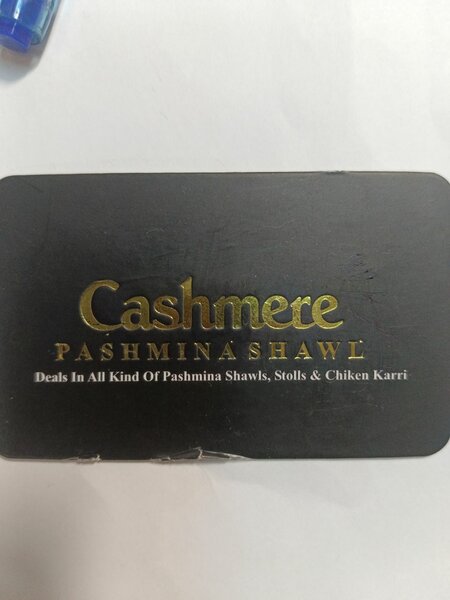 Cashmere
PASHMINA SHAWL
Deals In All Kind Of Pashmina Shawls, Stolls & Chiken Karri